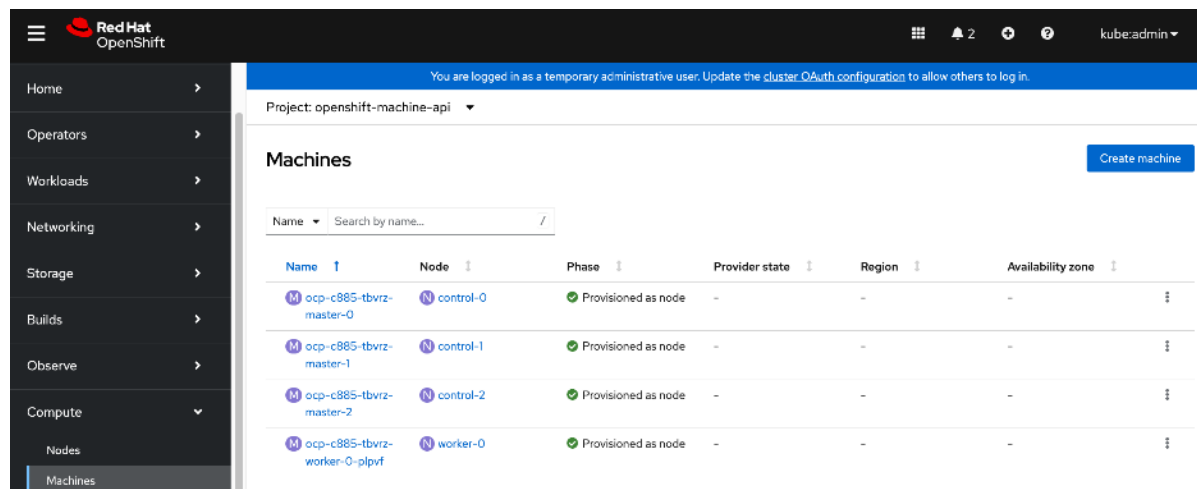 Red Hat
OpenShift
2
kube:admin
You are logged in as a temporary administrative user. Update the cluster OAuth configuration to allow others to log in.
Home
Operators
Workloads
Networking
Storage
Builds
Observe
Compute
Nodes
Machines
Project: openshift-machine-api
Machines
Create machine
Name Search by name... /
Name Node Phase Provider state Region Availability zone
M ocp-c885-tbvrz-master-0 N control-0 Provisioned as node - - -
M ocp-c885-tbvrz-master-1 N control-1 Provisioned as node - - -
M ocp-c885-tbvrz-master-2 N control-2 Provisioned as node - - -
M ocp-c885-tbvrz-worker-0-plpvf N worker-0 Provisioned as node - - -